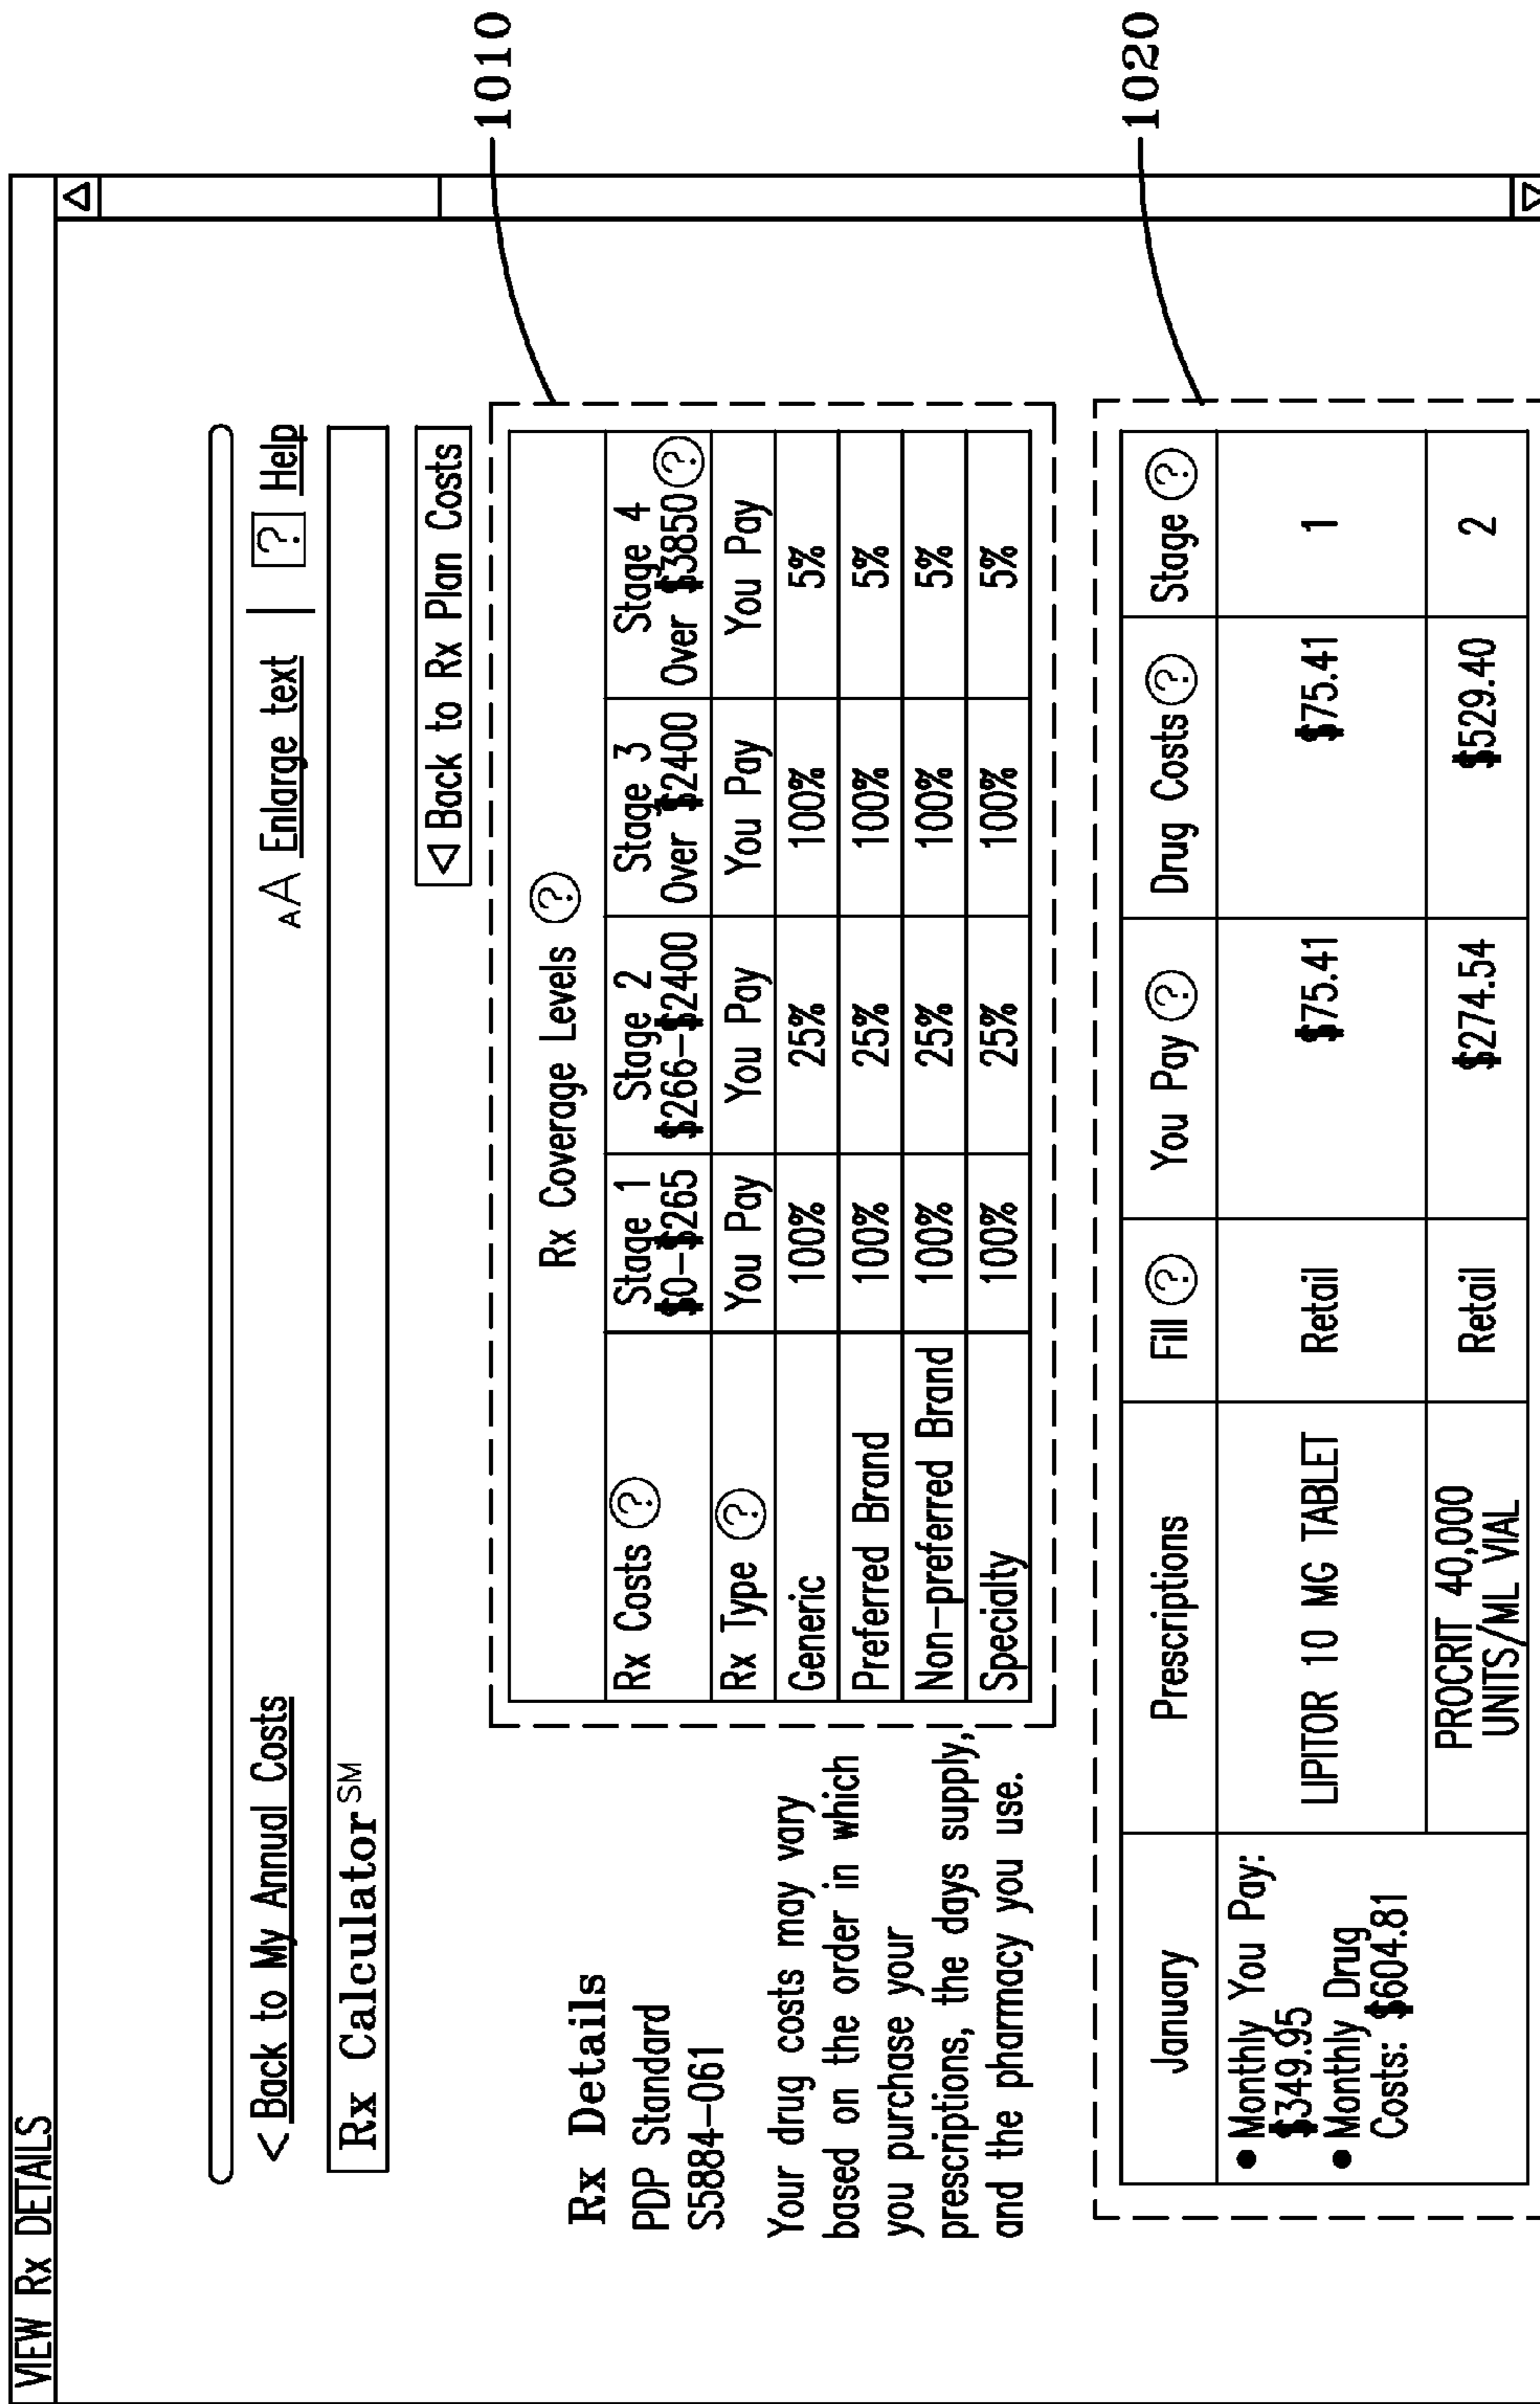 VIEW Rx DETAILS
< Back to My Annual Costs
AA Enlarge text | ? Help
Rx Calculator SM
Back to Rx Plan Costs
Rx Details
PDP Standard
S5884-061
Your drug costs may vary
based on the order in which
you purchase your
prescriptions, the days supply,
and the pharmacy you use.
Rx Coverage Levels ?
Rx Costs ? Stage 1 $0-$265 Stage 2 $266-$2400 Stage 3 Over $2400 Stage 4 Over $3850 ?
Rx Type ? You Pay You Pay You Pay You Pay
Generic 100% 25% 100% 5%
Preferred Brand 100% 25% 100% 5%
Non-preferred Brand 100% 25% 100% 5%
Specialty 100% 25% 100% 5%
1010
January Prescriptions Fill ? You Pay ? Drug Costs ? Stage ?
• Monthly You Pay:
$349.95
• Monthly Drug
Costs: $604.81
LIPITOR 10 MG TABLET Retail $75.41 $75.41 1
PROCRIT 40,000
UNITS/ML VIAL Retail $274.54 $529.40 2
1020